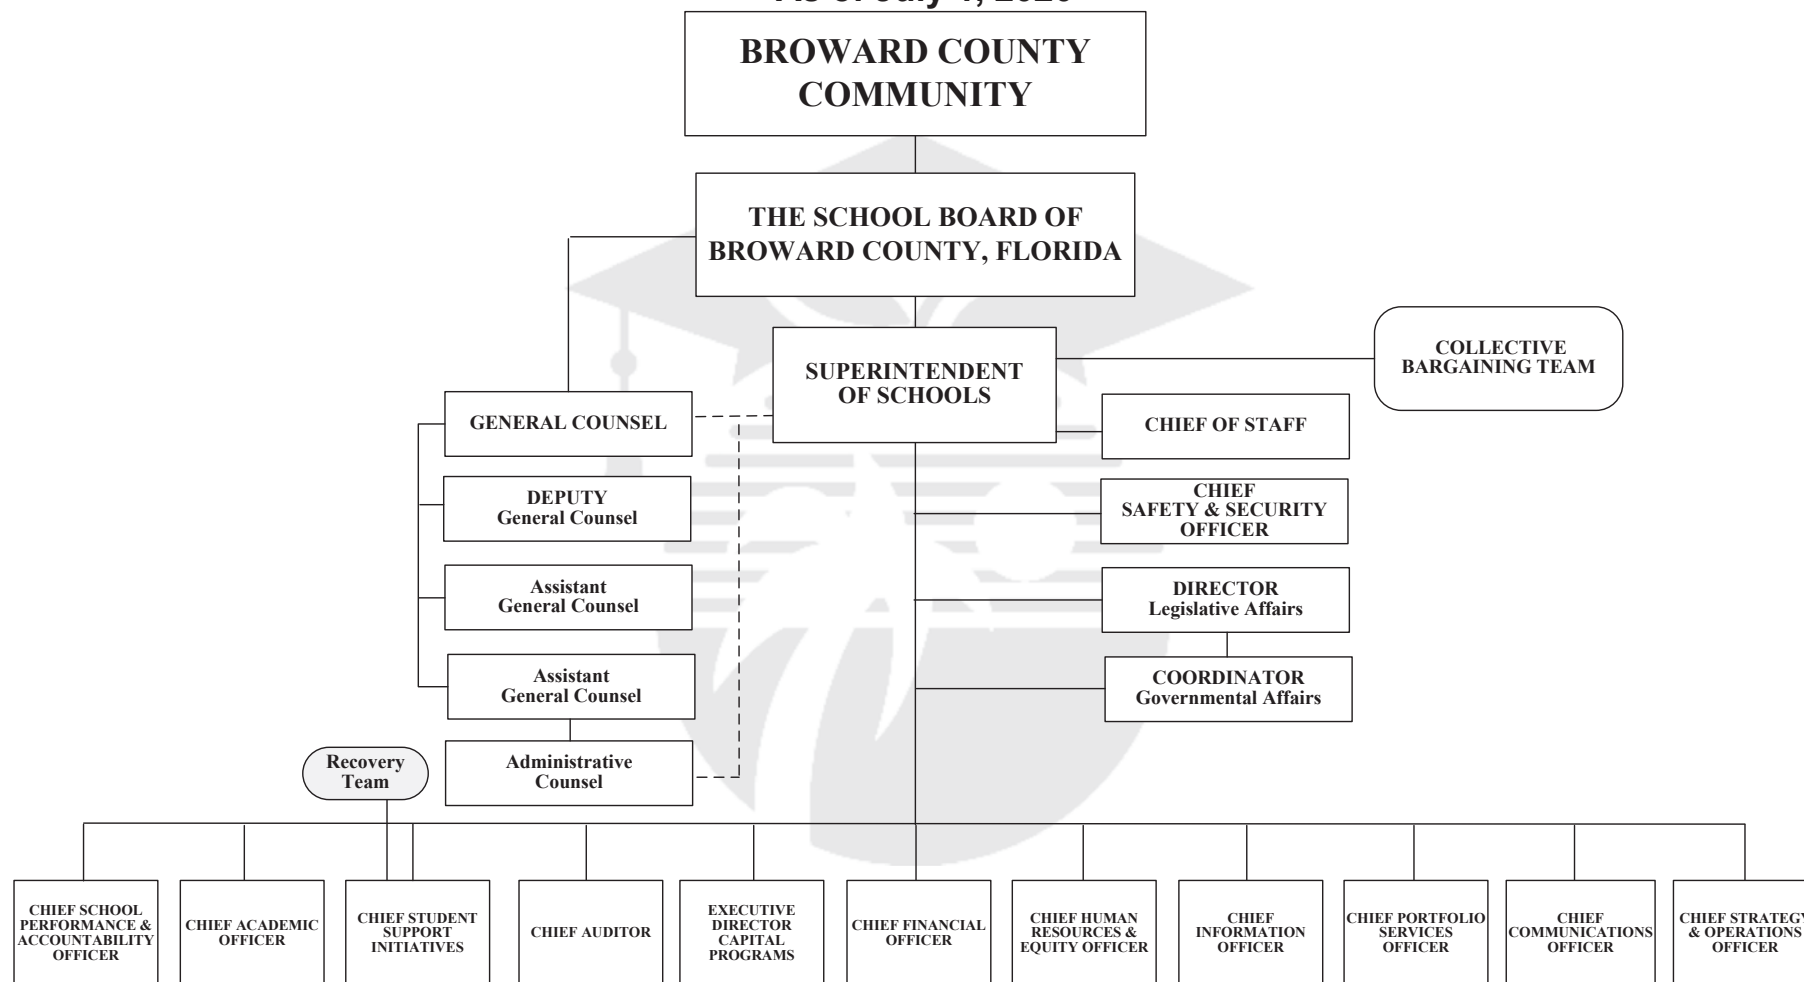 As of July
BROWARD COUNTY
COMMUNITY
THE SCHOOL BOARD OF
BROWARD COUNTY, FLORIDA
SUPERINTENDENT
OF SCHOOLS
COLLECTIVE
BARGAINING TEAM
GENERAL COUNSEL
CHIEF OF STAFF
DEPUTY
General Counsel
CHIEF
SAFETY & SECURITY
OFFICER
Assistant
General Counsel
DIRECTOR
Legislative Affairs
Assistant
General Counsel
COORDINATOR
Governmental Affairs
Recovery
Team
Administrative
Counsel
CHIEF SCHOOL
PERFORMANCE &
ACCOUNTABILITY
OFFICER
CHIEF ACADEMIC
OFFICER
CHIEF STUDENT
SUPPORT
INITIATIVES
CHIEF AUDITOR
EXECUTIVE
DIRECTOR
CAPITAL
PROGRAMS
CHIEF FINANCIAL
OFFICER
CHIEF HUMAN
RESOURCES &
EQUITY OFFICER
CHIEF
INFORMATION
OFFICER
CHIEF PORTFOLIO
SERVICES
OFFICER
CHIEF
COMMUNICATIONS
OFFICER
CHIEF STRATEGY
& OPERATIONS
OFFICER